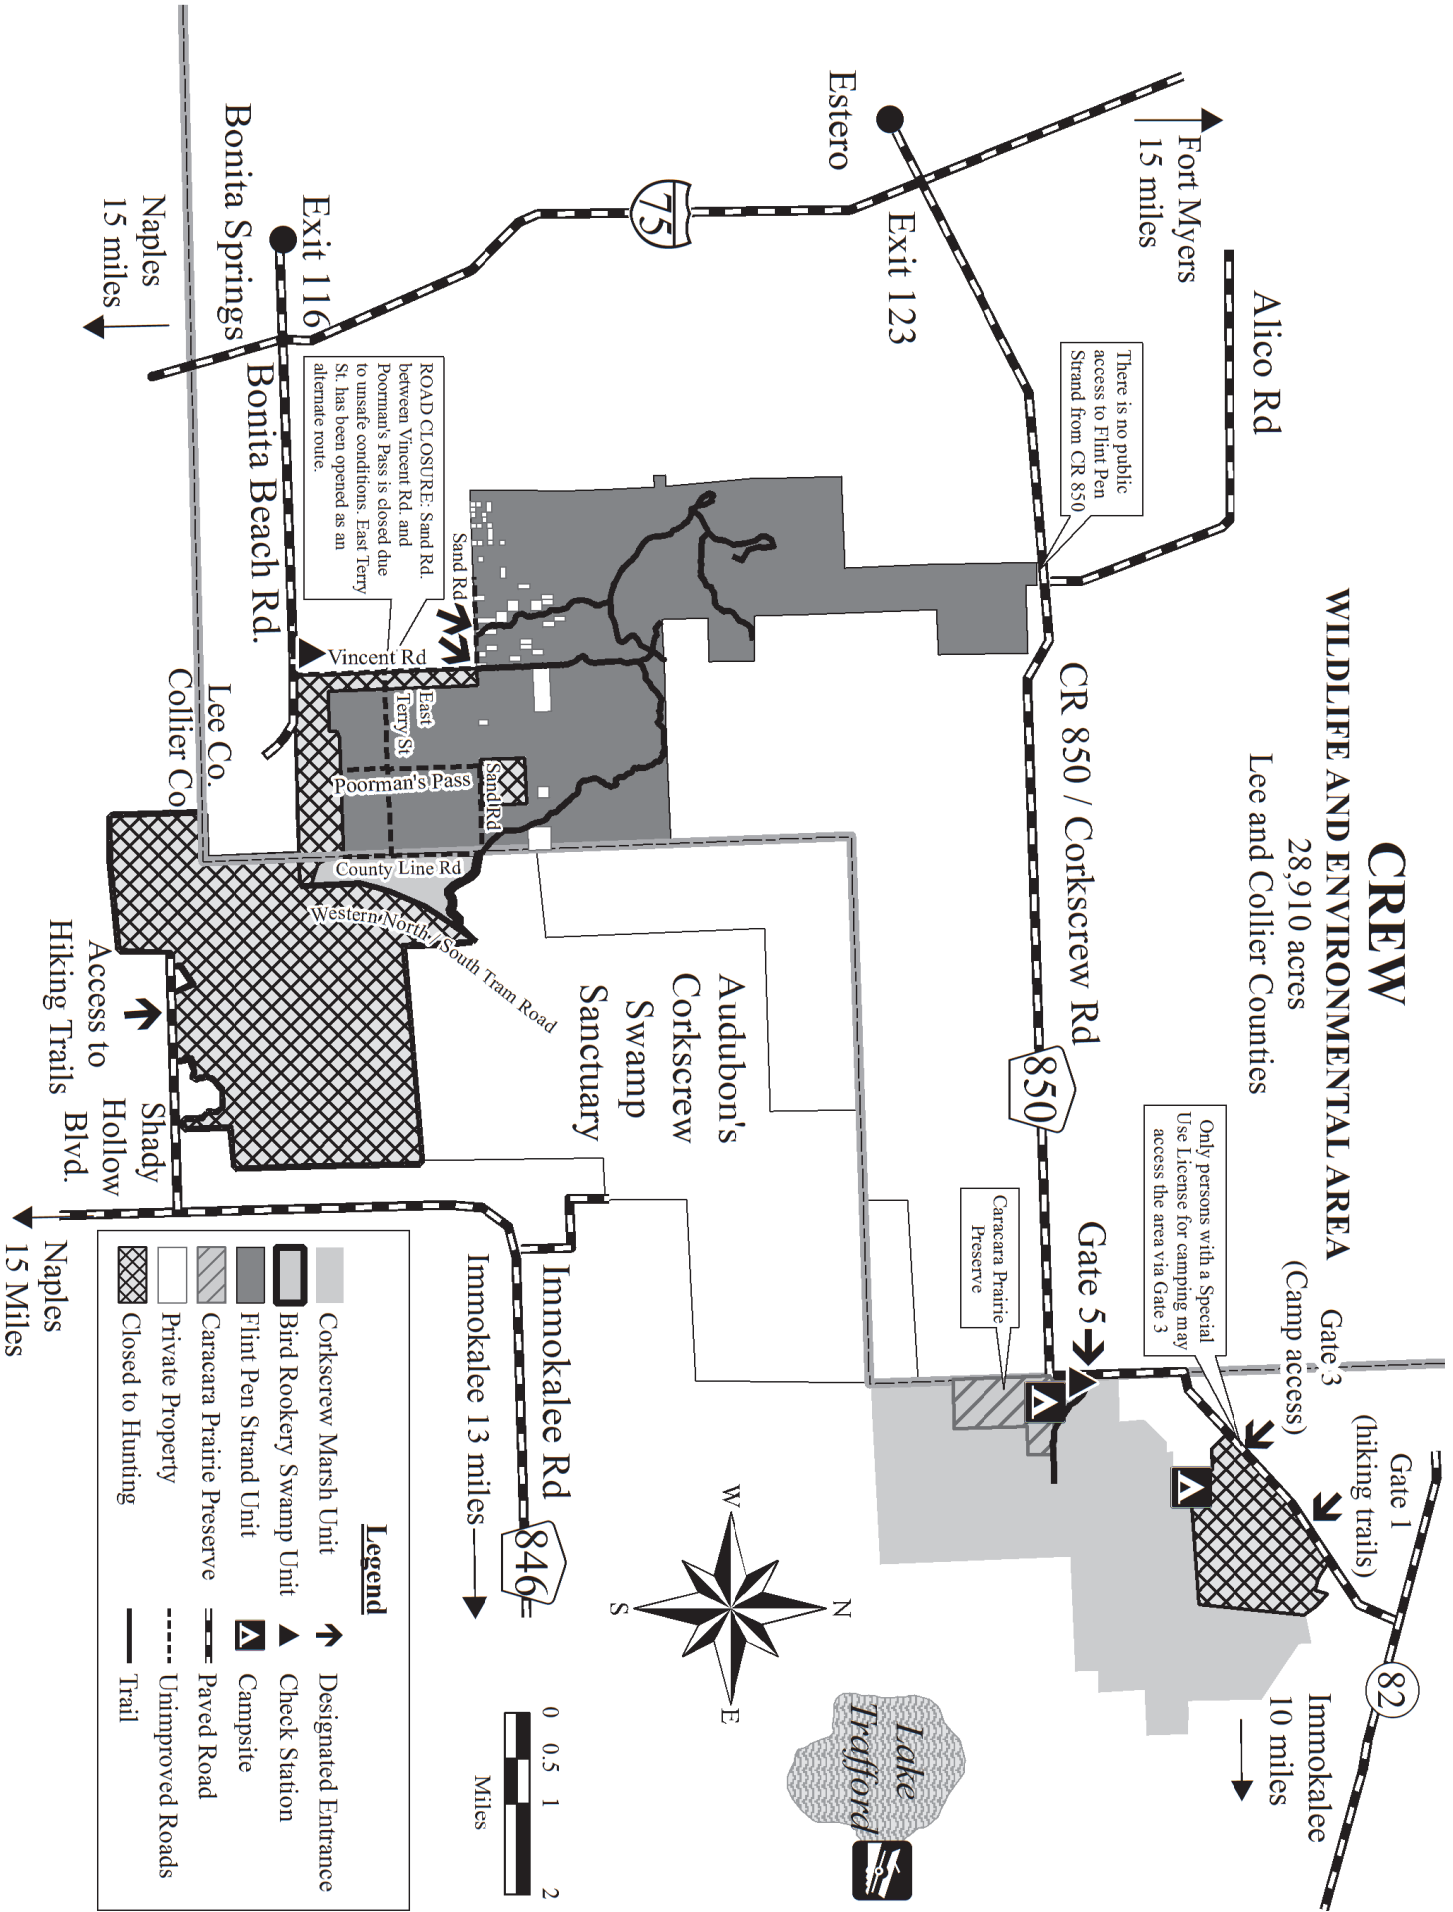 CREW
WILDLIFE AND ENVIRONMENTAL AREA
28,910 acres
Lee and Collier Counties
Fort Myers
15 miles
Alico Rd
Estero
Exit 123
75
There is no public
access to Flint Pen
Strand from CR 850
CR 850 / Corkscrew Rd
850
Gate 5
Only persons with a Special
Use License for camping may
access the area via Gate 3
Gate 3
(Camp access)
Gate 1
(hiking trails)
82
Immokalee
10 miles
Caracara Prairie
Preserve
Lake
Trafford
Audubon's
Corkscrew
Swamp
Sanctuary
N
W
E
S
0 0.5 1 2
Miles
Exit 116
Bonita Springs
Naples
15 miles
Bonita Beach Rd.
ROAD CLOSURE: Sand Rd.
between Vincent Rd. and
Poorman's Pass is closed due
to unsafe conditions. East Terry
St. has been opened as an
alternate route.
Sand Rd
Vincent Rd
East
Terry St
Poorman's Pass
Sand Rd
County Line Rd
Western North / South Tram Road
Lee Co.
Collier Co
Access to
Hiking Trails
Shady
Hollow
Blvd.
Naples
15 Miles
Immokalee Rd
846
Immokalee 13 miles
Legend
Corkscrew Marsh Unit
Bird Rookery Swamp Unit
Flint Pen Strand Unit
Caracara Prairie Preserve
Private Property
Closed to Hunting
Designated Entrance
Check Station
Campsite
Paved Road
Unimproved Roads
Trail